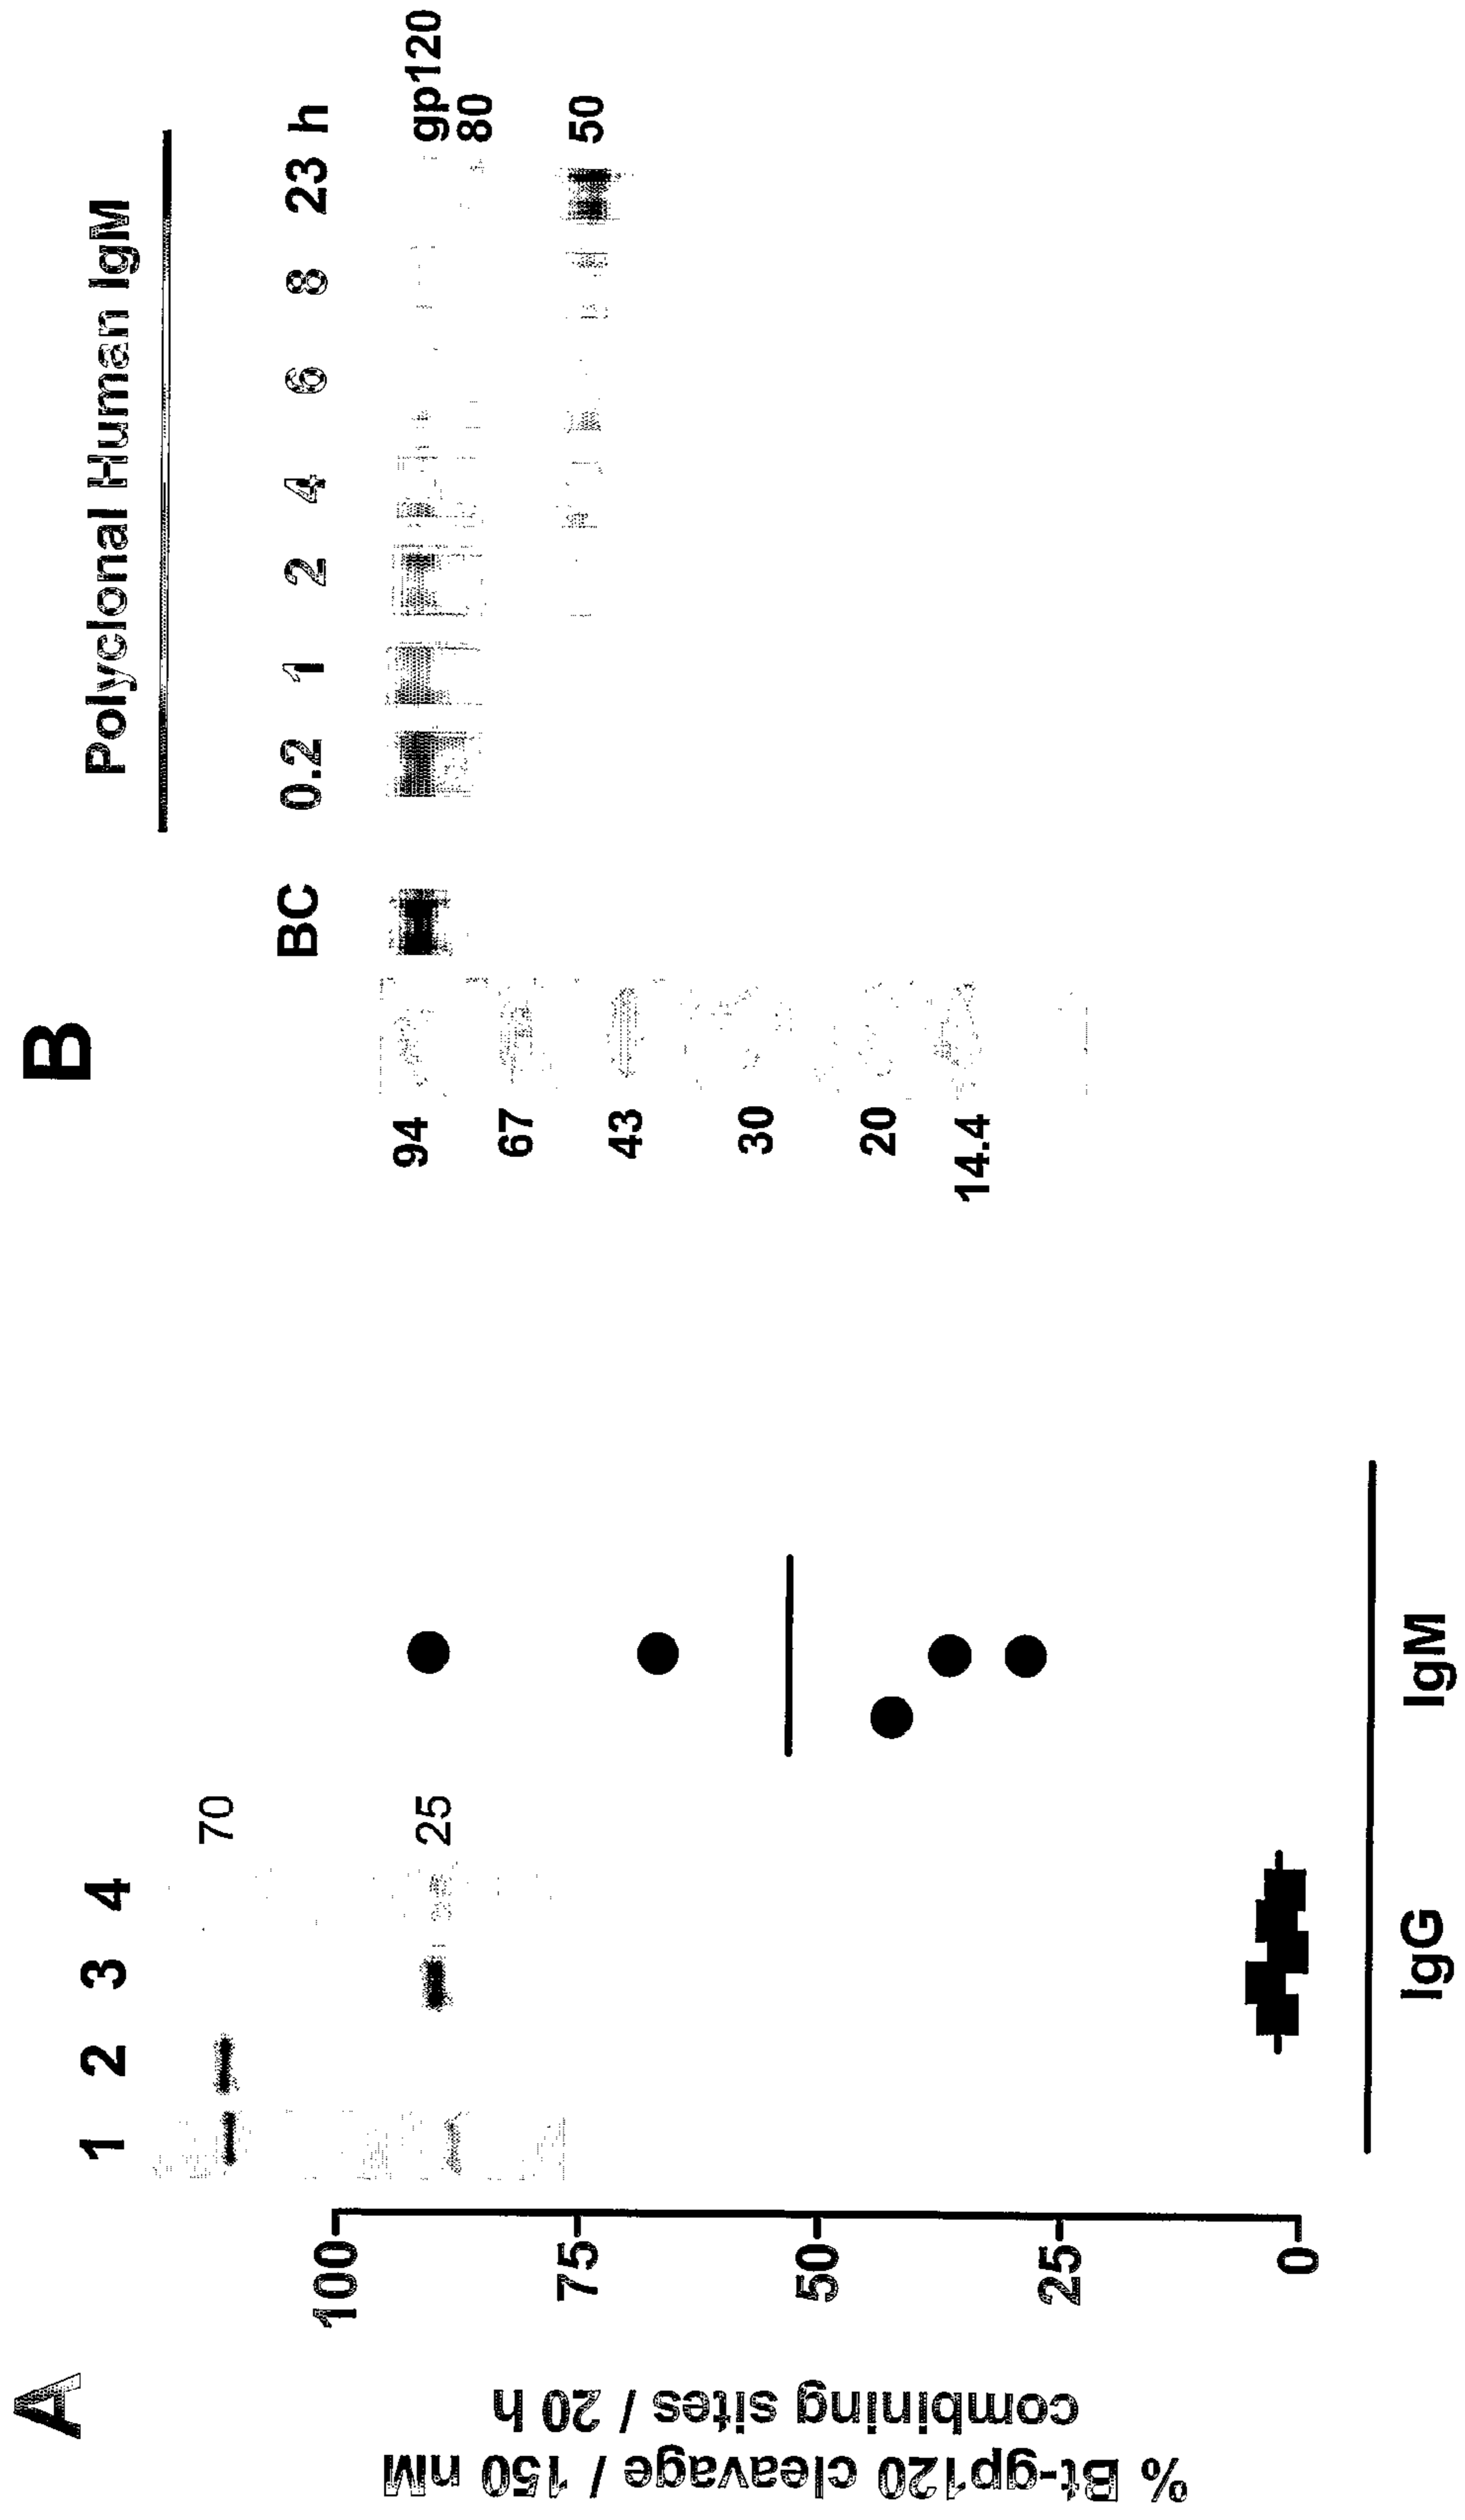 A
1 2 3 4
70
25
% Bt-gp120 cleavage / 150 nM
combining sites / 20 h
100
75
50
25
0
IgG IgM
B
Polyclonal Human IgM
BC 0.2 1 2 4 6 8 23 h
94
67
43
30
20
14.4
gp120
80
50